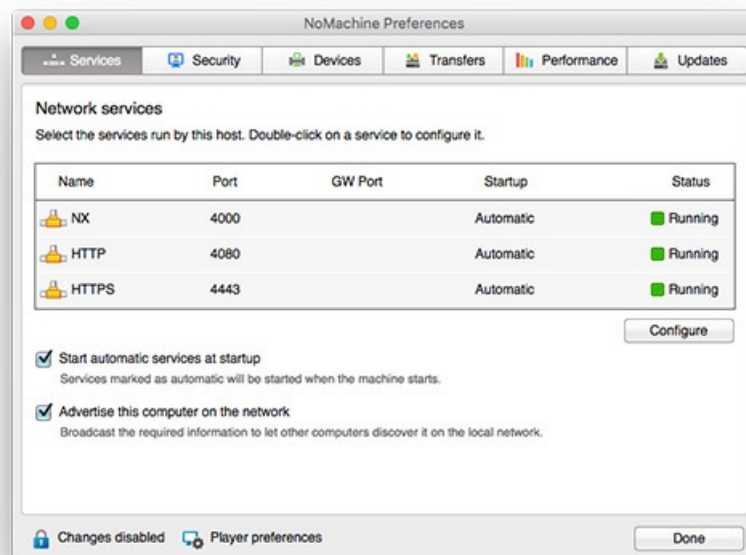 NoMachine Preferences
Services Security Devices Transfers Performance Updates
Network services
Select the services run by this host. Double-click on a service to configure it.
Name Port GW Port Startup Status
NX 4000 Automatic Running
HTTP 4080 Automatic Running
HTTPS 4443 Automatic Running
Configure
Start automatic services at startup
Services marked as automatic will be started when the machine starts.
Advertise this computer on the network
Broadcast the required information to let other computers discover it on the local network.
Changes disabled Player preferences Done